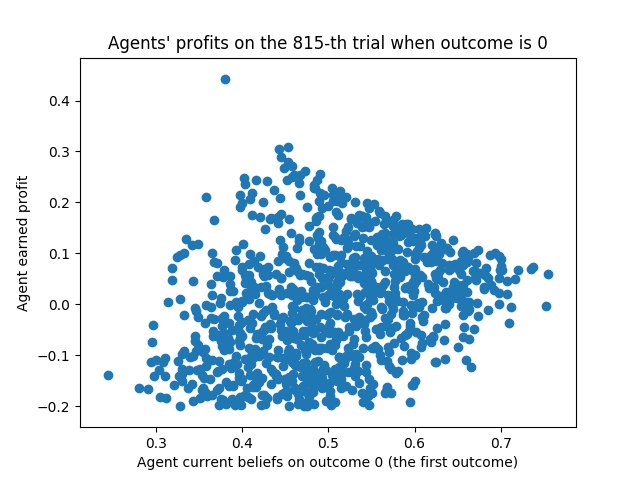 Agents' profits on the 815-th trial when outcome is 0
0.4
0.3
0.2
0.1
0.0
−0.1
−0.2
Agent earned profit
0.3 0.4 0.5 0.6 0.7
Agent current beliefs on outcome 0 (the first outcome)